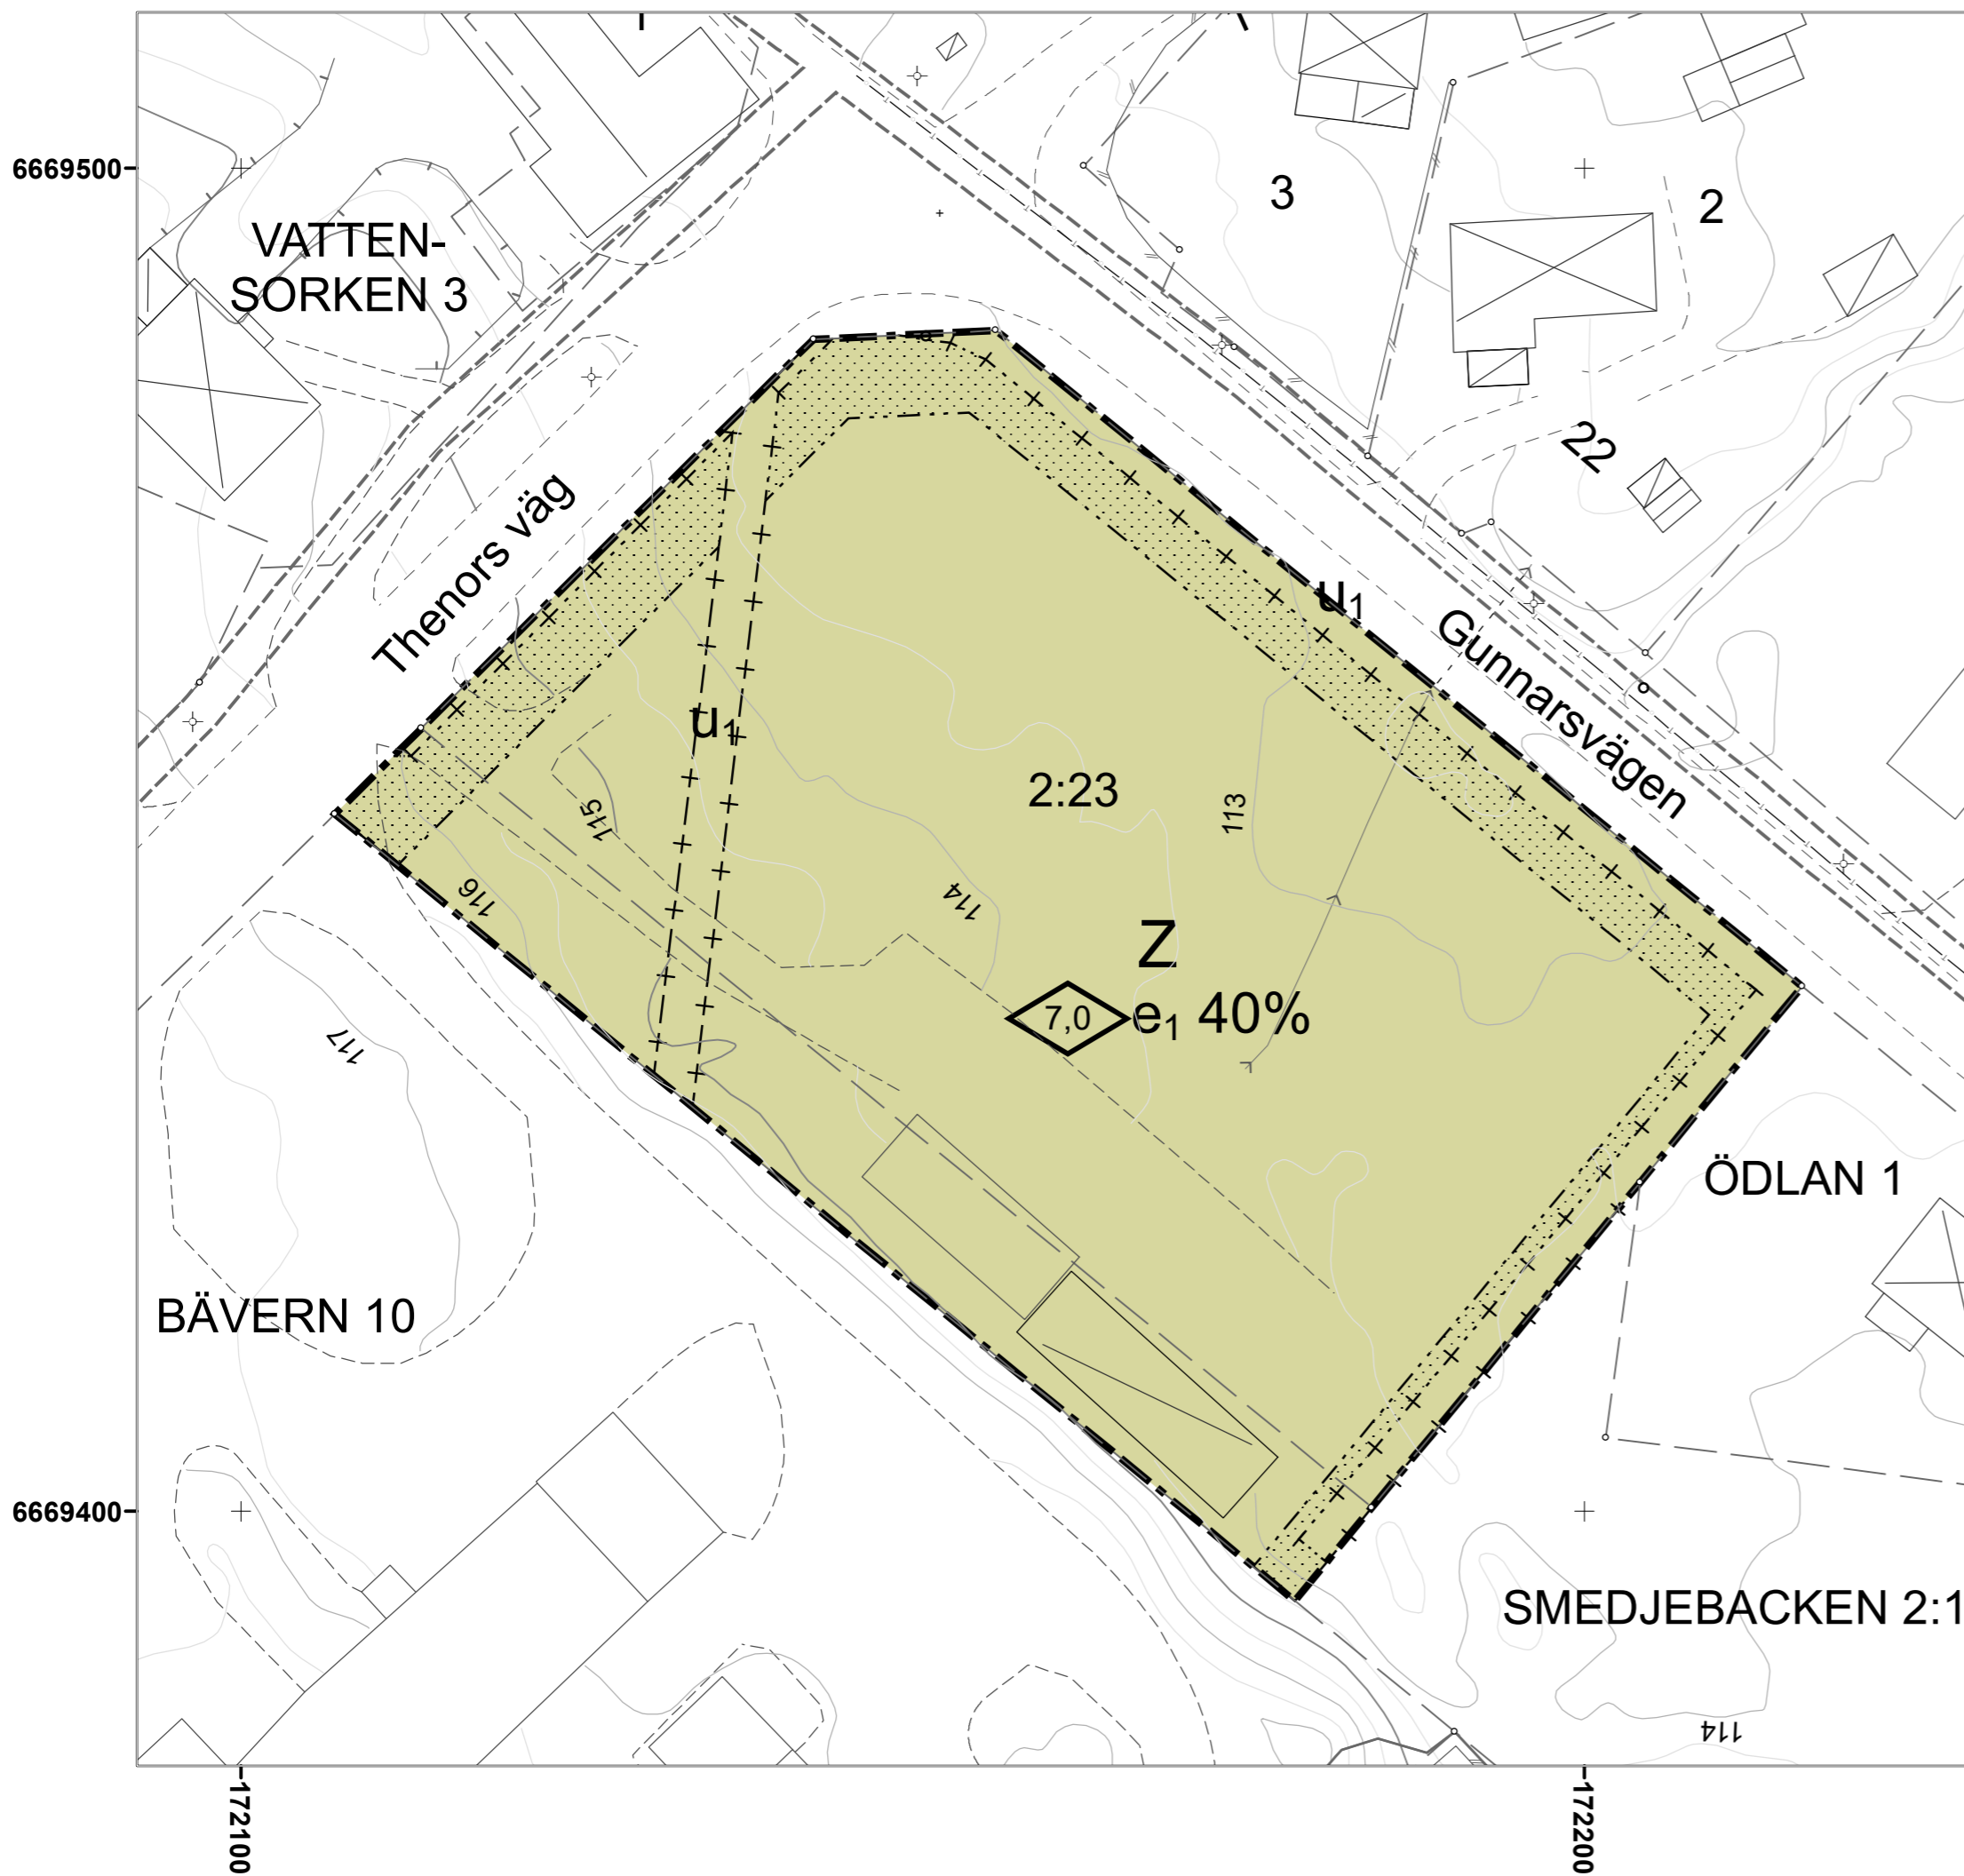 6669500
3
2
VATTEN-
SORKEN 3
22
Thenors väg
u1
Gunnarsvägen
u1
2:23
113
115
116
114
Z
7,0
e1 40%
117
ÖDLAN 1
BÄVERN 10
6669400
SMEDJEBACKEN 2:1
114
172100
172200